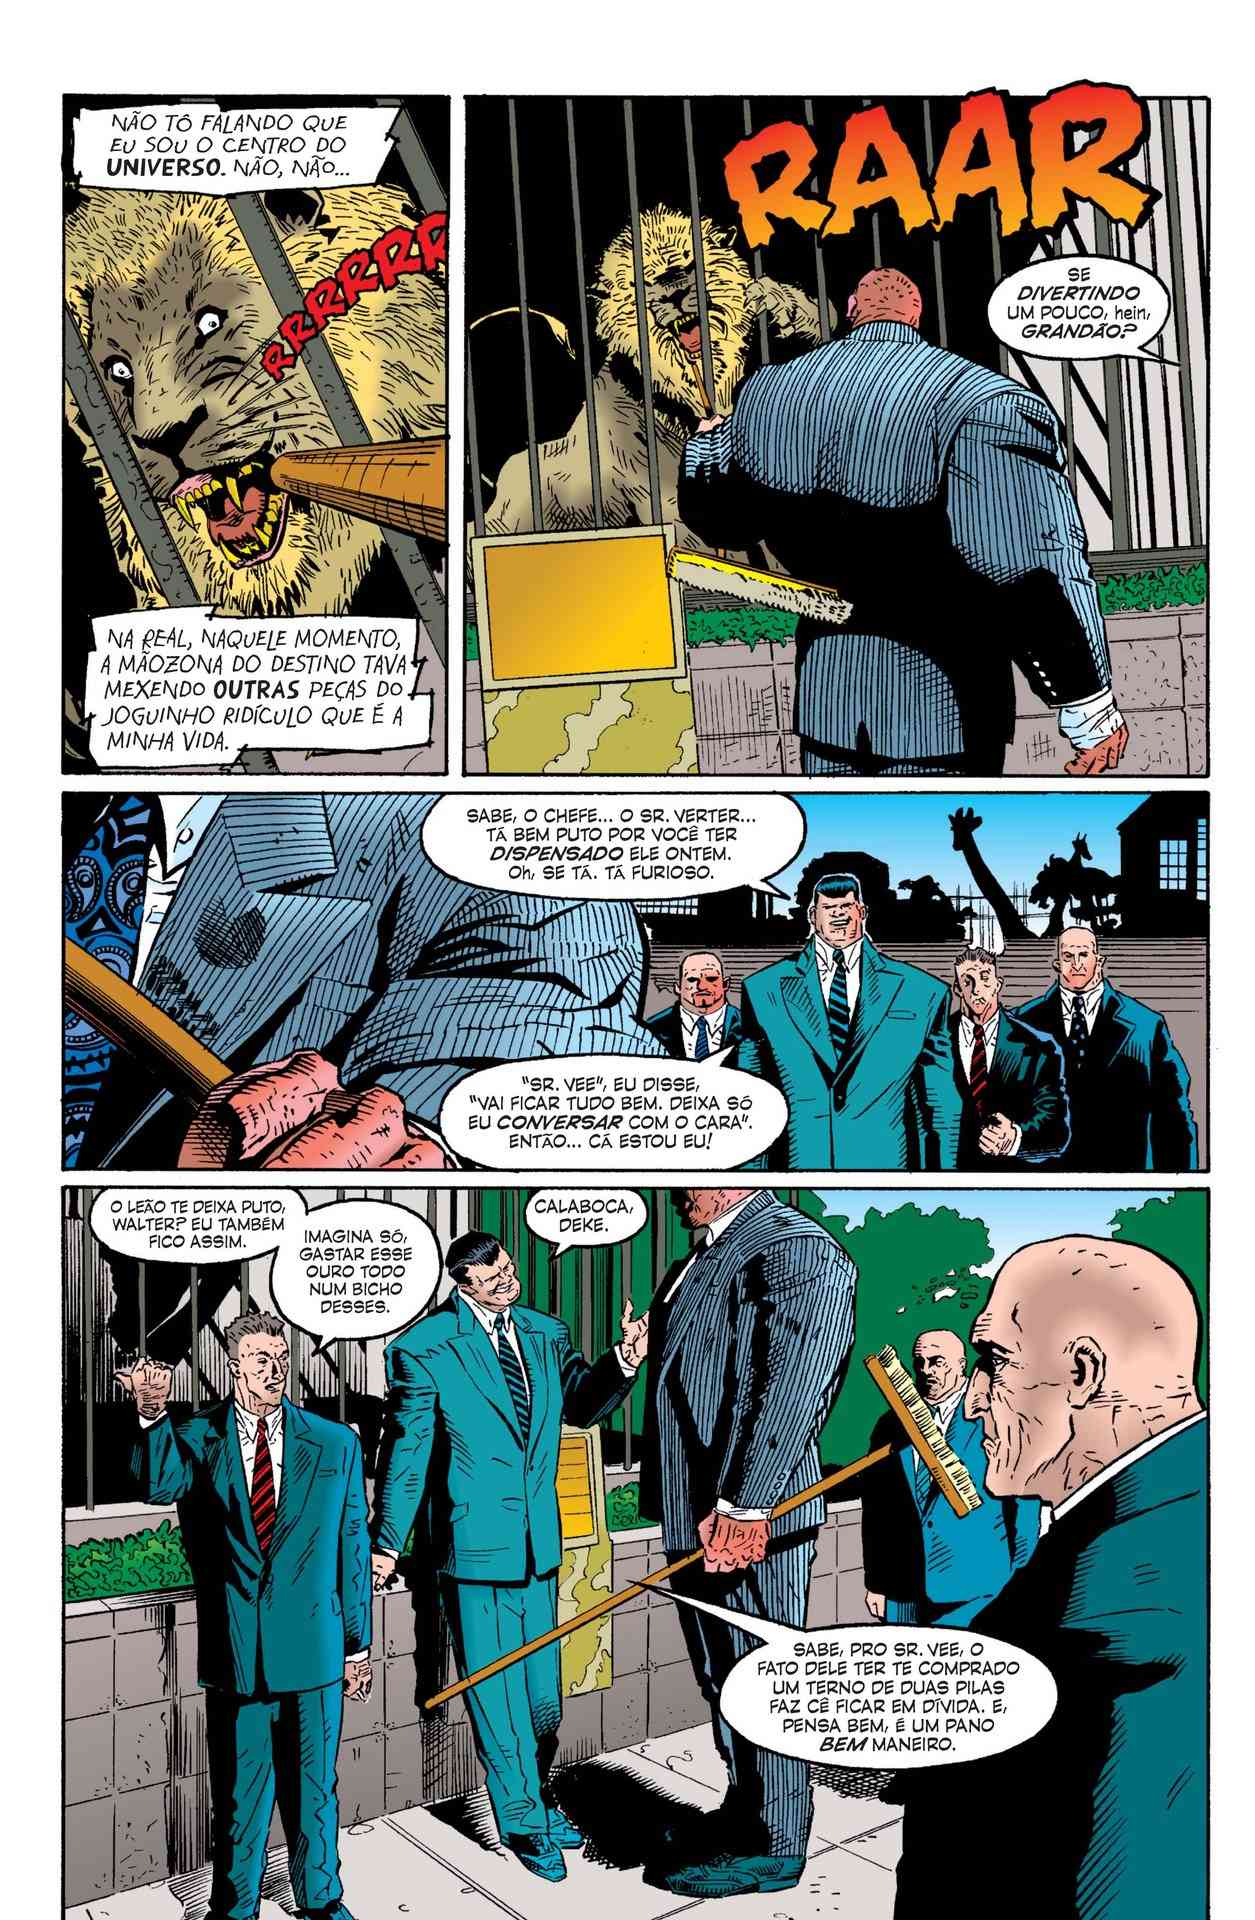 NÃO TÔ FALANDO QUE
EU SOU O CENTRO DO
UNIVERSO. NÃO, NÃO...
RRRRRRR
NA REAL, NAQUELE MOMENTO,
A MÃOZONA DO DESTINO TAVA
MEXENDO OUTRAS PEÇAS DO
JOGUINHO RIDÍCULO QUE É A
MINHA VIDA.
RAAR
SE
DIVERTINDO
UM POUCO, hein,
GRANDÃO?
SABE, O CHEFE... O SR. VERTER...
TÁ BEM PUTO POR VOCÊ TER
DISPENSADO ELE ONTEM.
Oh, SE TÁ. TÁ FURIOSO.
"SR. VEE", EU DISSE,
"VAI FICAR TUDO BEM. DEIXA SÓ
EU CONVERSAR COM O CARA".
ENTÃO... CÁ ESTOU EU!
O LEÃO TE DEIXA PUTO,
WALTER? EU TAMBÉM
FICO ASSIM.
IMAGINA SÓ,
GASTAR ESSE
OURO TODO
NUM BICHO
DESSES.
CALABOCA,
DEKE.
SABE, PRO SR. VEE, O
FATO DELE TER TE COMPRADO
UM TERNO DE DUAS PILAS
FAZ CÊ FICAR EM DÍVIDA. E,
PENSA BEM, É UM PANO
BEM MANEIRO.